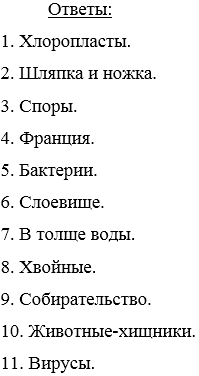 Ответы:
1. Хлоропласты.
2. Шляпка и ножка.
3. Споры.
4. Франция.
5. Бактерии.
6. Слоевище.
7. В толще воды.
8. Хвойные.
9. Собирательство.
10. Животные-хищники.
11. Вирусы.